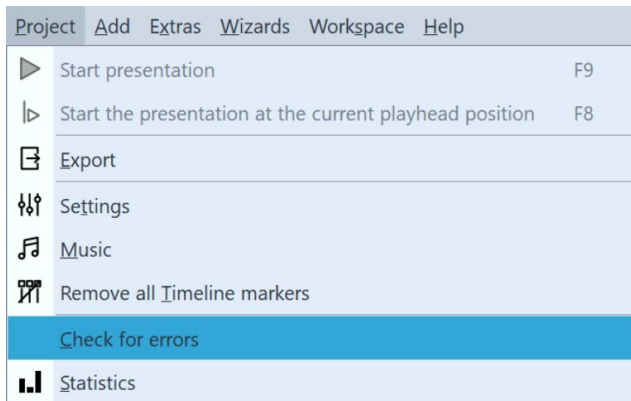 Project Add Extras Wizards Workspace Help
Start presentation F9
Start the presentation at the current playhead position F8
Export
Settings
Music
Remove all Timeline markers
Check for errors
Statistics